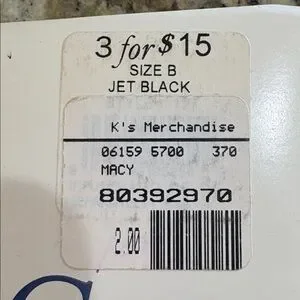 3 for $15
SIZE B
JET BLACK
K's Merchandise
06159 5700 370
MACY
80392970
2.00